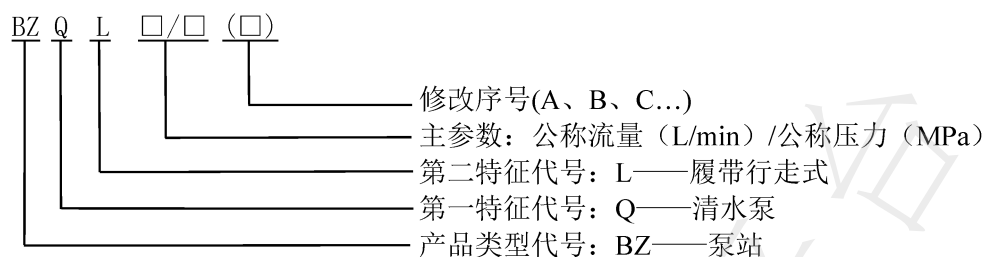 BZ Q L □/□ (□)
修改序号(A、B、C…)
主参数：公称流量（L/min）/公称压力（MPa）
第二特征代号：L——履带行走式
第一特征代号：Q——清水泵
产品类型代号：BZ——泵站